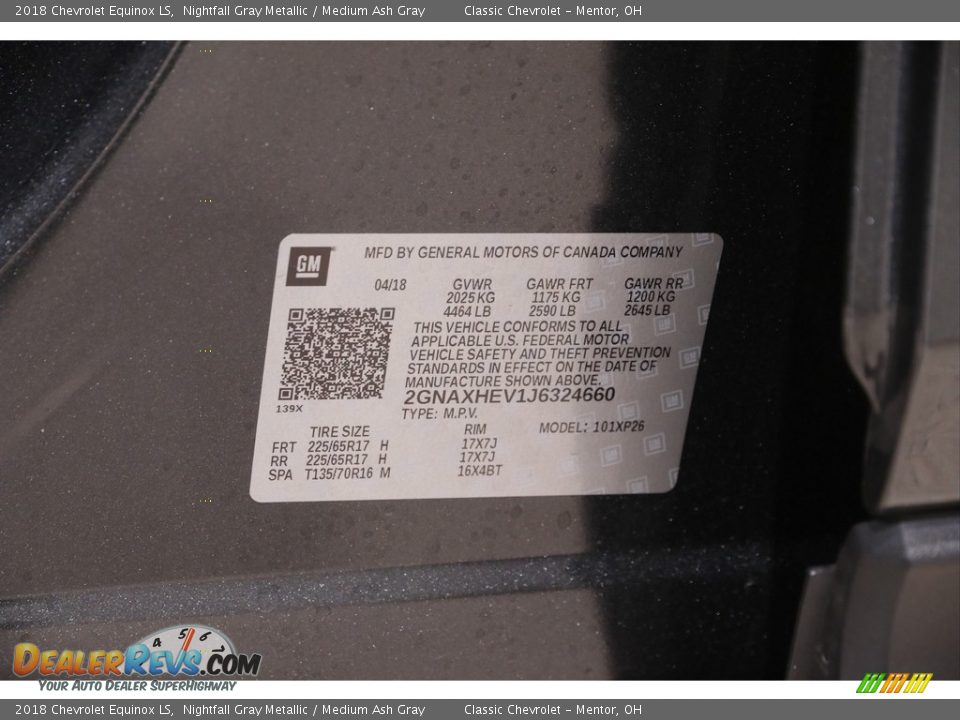 2018 Chevrolet Equinox LS, Nightfall Gray Metallic / Medium Ash Gray Classic Chevrolet - Mentor, OH
GM
MFD BY GENERAL MOTORS OF CANADA COMPANY
04/18 GVWR GAWR FRT GAWR RR
2025 KG 1175 KG 1200 KG
4464 LB 2590 LB 2645 LB
THIS VEHICLE CONFORMS TO ALL
APPLICABLE U.S. FEDERAL MOTOR
VEHICLE SAFETY AND THEFT PREVENTION
STANDARDS IN EFFECT ON THE DATE OF
MANUFACTURE SHOWN ABOVE.
2GNAXHEV1J6324660
139X
TYPE: M.P.V.
TIRE SIZE RIM MODEL: 101XP26
FRT 225/65R17 H 17X7J
RR 225/65R17 H 17X7J
SPA T135/70R16 M 16X4BT
4 5 6
DealerRevs.com
Your Auto Dealer SuperHighway
2018 Chevrolet Equinox LS, Nightfall Gray Metallic / Medium Ash Gray Classic Chevrolet - Mentor, OH